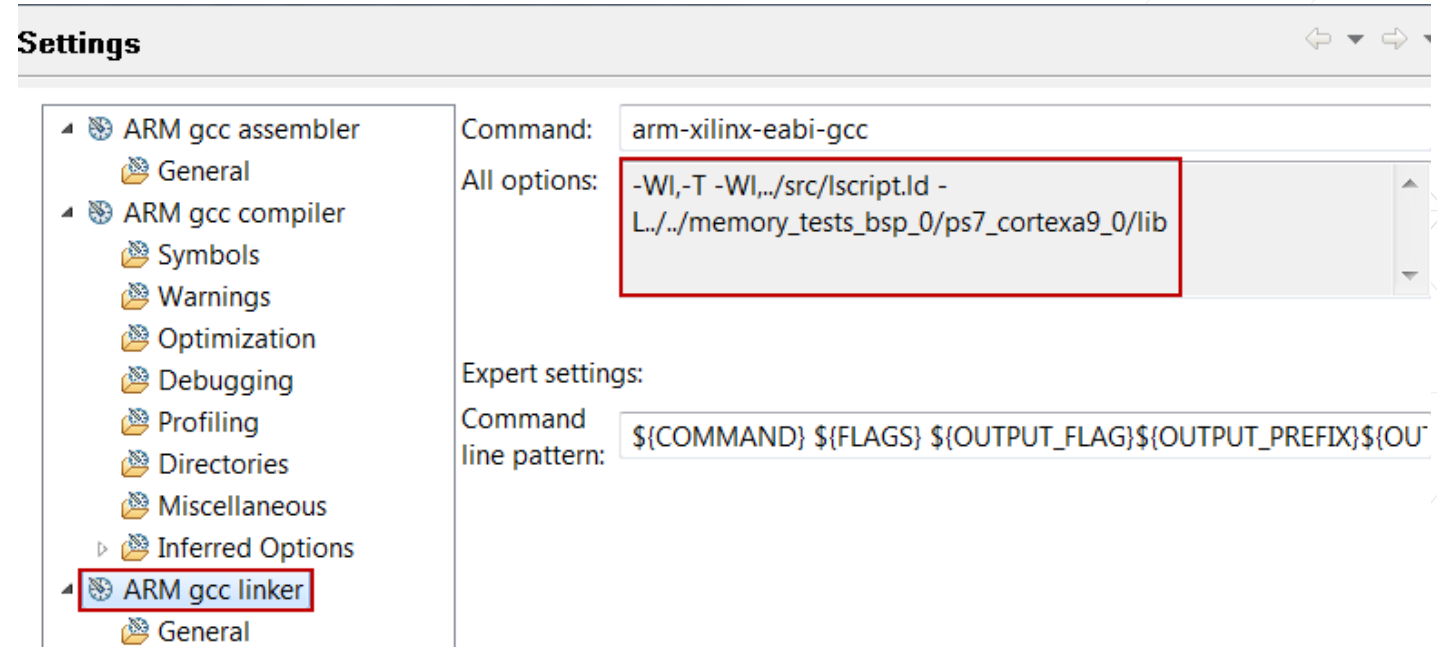 Settings
ARM gcc assembler
General
ARM gcc compiler
Symbols
Warnings
Optimization
Debugging
Profiling
Directories
Miscellaneous
Inferred Options
ARM gcc linker
General
Command: arm-xilinx-eabi-gcc
All options: -Wl,-T -Wl,../src/lscript.ld -
L../../memory_tests_bsp_0/ps7_cortexa9_0/lib
Expert settings:
Command
line pattern: ${COMMAND} ${FLAGS} ${OUTPUT_FLAG}${OUTPUT_PREFIX}${OU